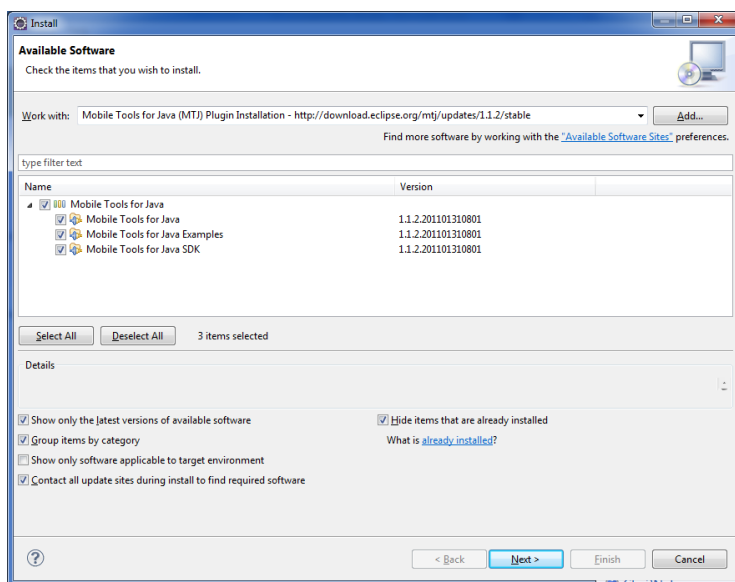 Install
Available Software
Check the items that you wish to install.
Work with: Mobile Tools for Java (MTJ) Plugin Installation - http://download.eclipse.org/mtj/updates/1.1.2/stable Add...
Find more software by working with the "Available Software Sites" preferences.
type filter text
Name Version
Mobile Tools for Java
Mobile Tools for Java 1.1.2.201101310801
Mobile Tools for Java Examples 1.1.2.201101310801
Mobile Tools for Java SDK 1.1.2.201101310801
Select All Deselect All 3 items selected
Details
Show only the latest versions of available software Hide items that are already installed
Group items by category What is already installed?
Show only software applicable to target environment
Contact all update sites during install to find required software
? < Back Next > Finish Cancel